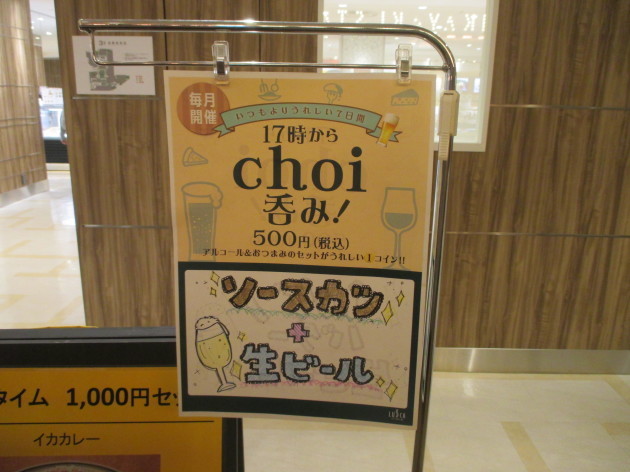 毎月
開催
いつもよりうれしい7日間
17時から
choi
呑み!
500円(税込)
アルコール&おつまみのセットがうれしい1コイン!!
ソースカツ
+
生ビール
タイム 1,000円セッ
イカカレー